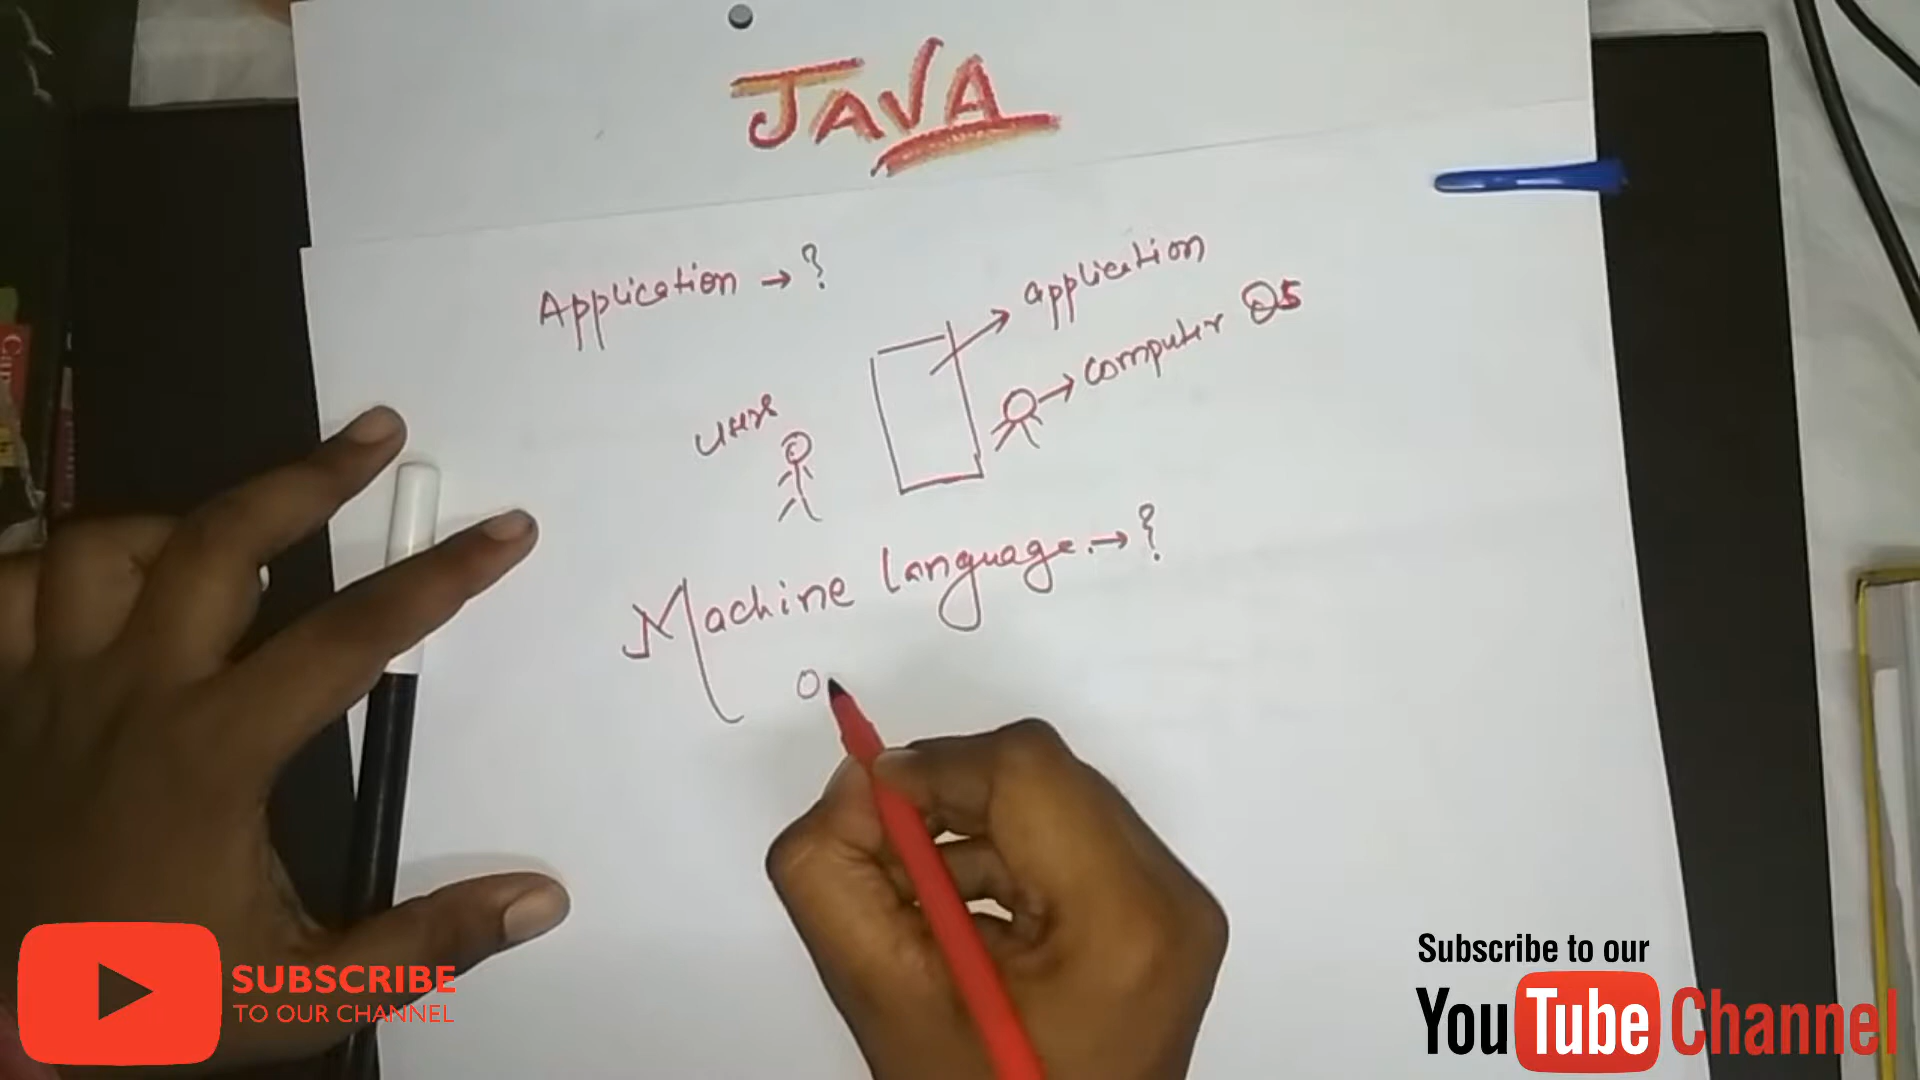 JAVA
Application → ?
application
computer OS
user
Machine language. → ?
0
SUBSCRIBE
TO OUR CHANNEL
Subscribe to our
YouTube Channel